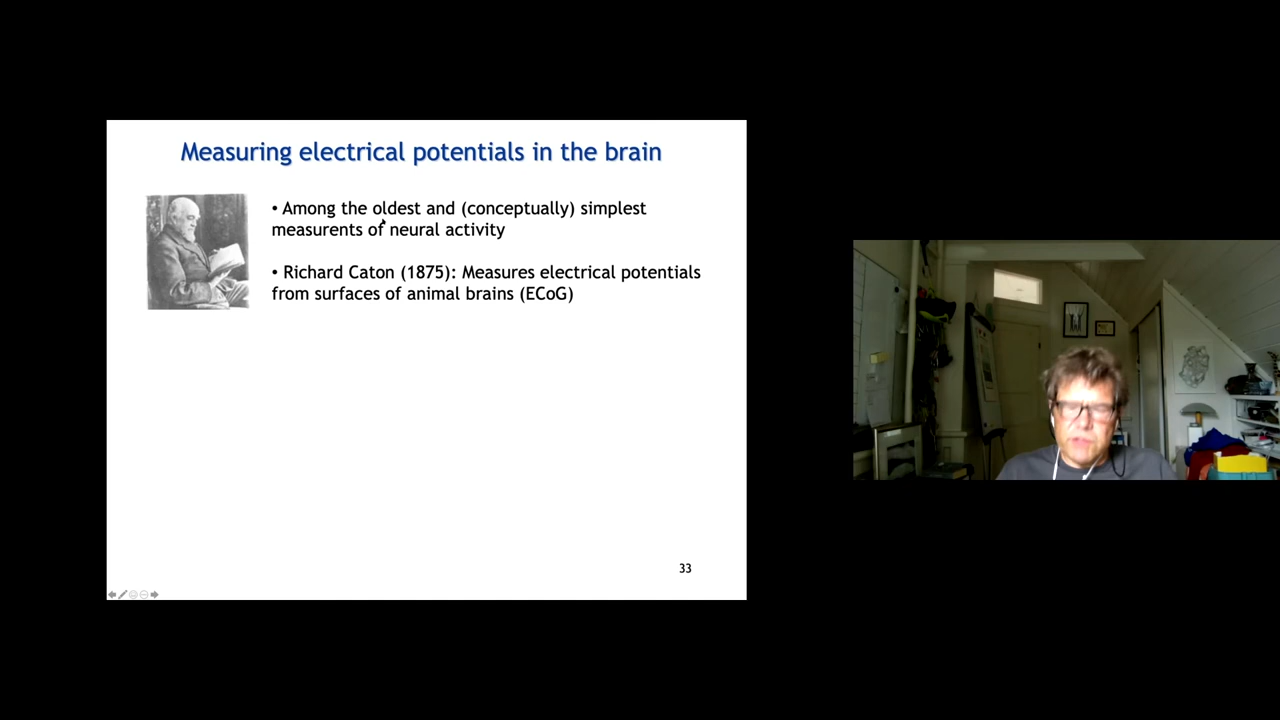 Measuring electrical potentials in the brain
• Among the oldest and (conceptually) simplest
measurents of neural activity
• Richard Caton (1875): Measures electrical potentials
from surfaces of animal brains (ECoG)
33